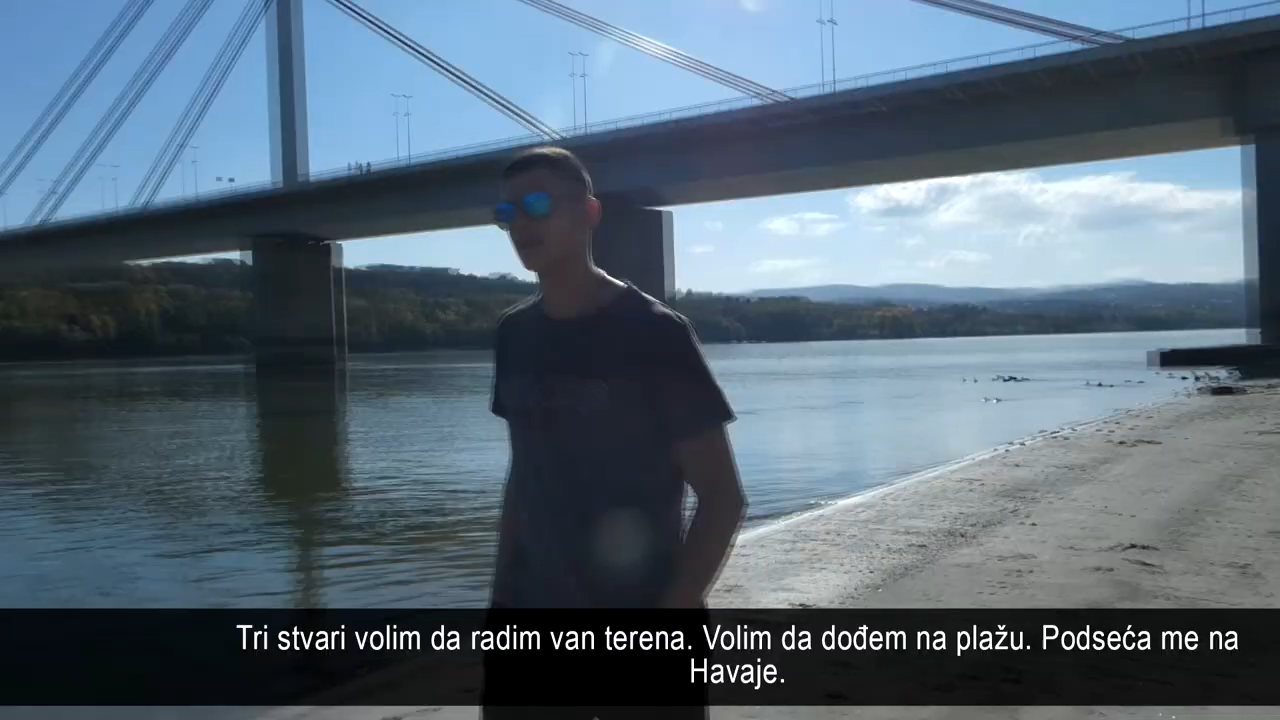 Tri stvari volim da radim van terena. Volim da dođem na plažu. Podseća me na
Havaje.